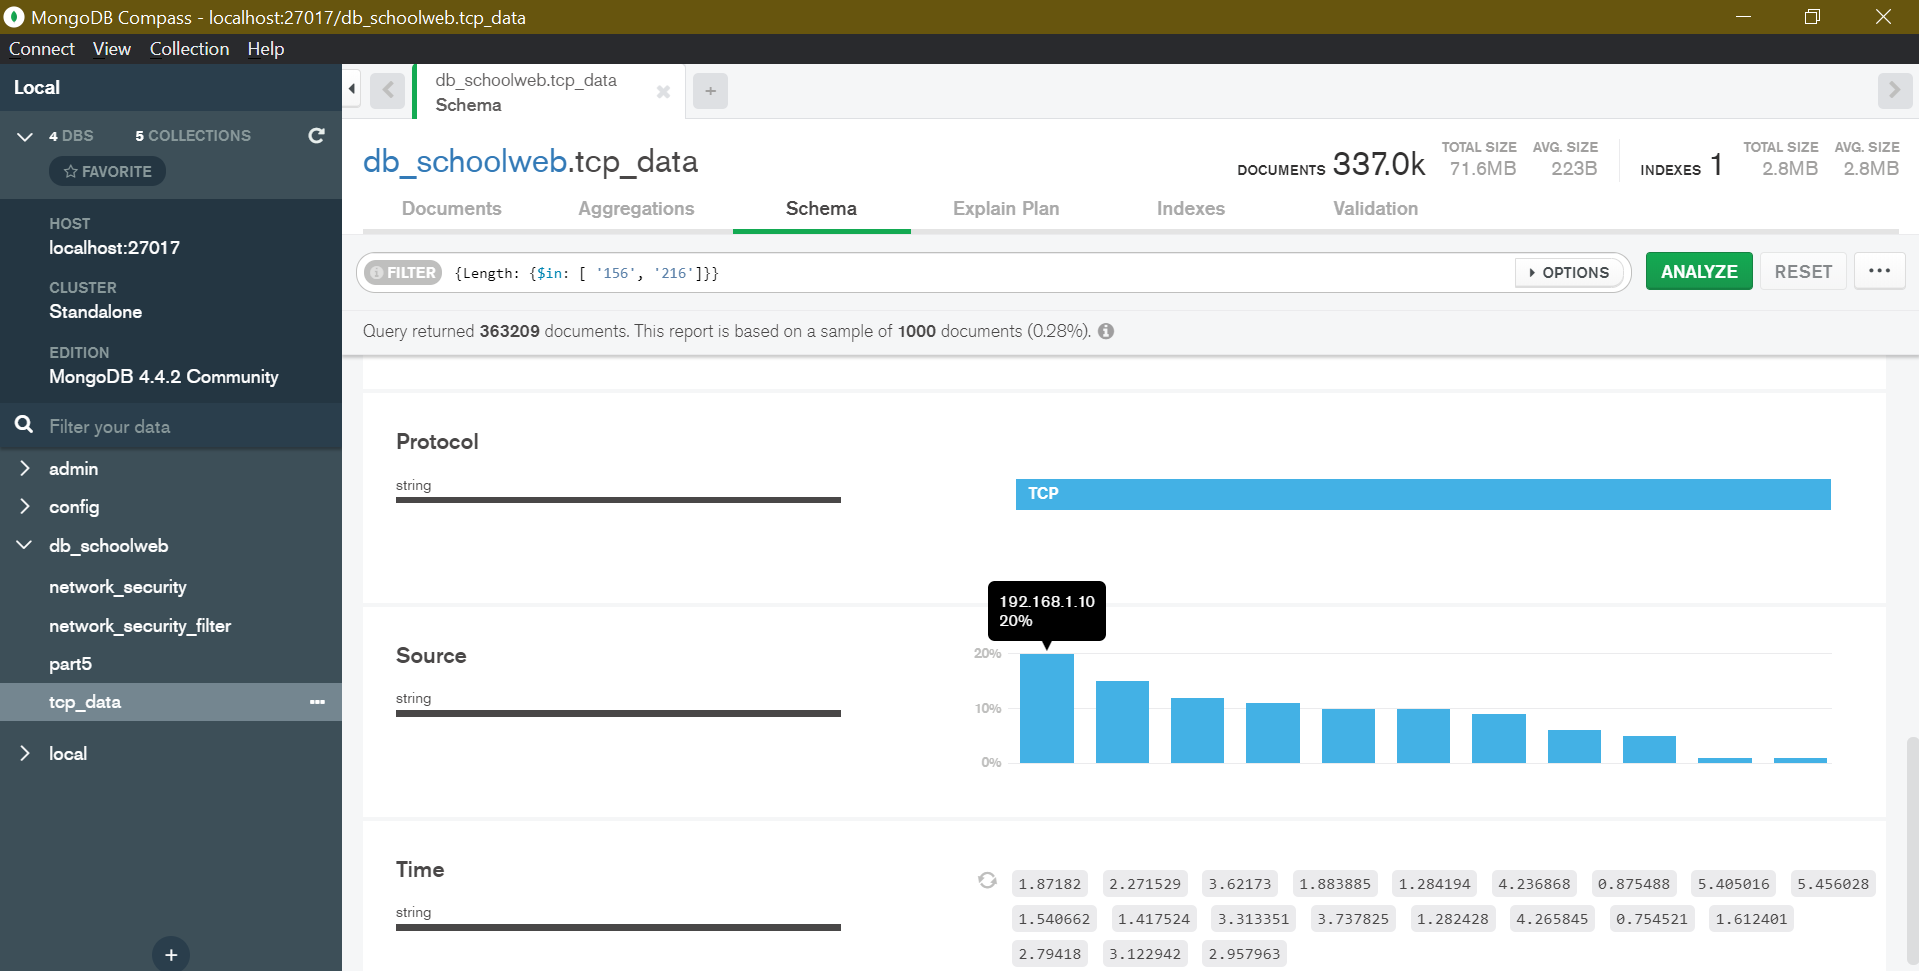 MongoDB Compass - localhost:27017/db_schoolweb.tcp_data
Connect View Collection Help
Local
4 DBS 5 COLLECTIONS
FAVORITE
HOST
localhost:27017
CLUSTER
Standalone
EDITION
MongoDB 4.4.2 Community
Filter your data
admin
config
db_schoolweb
network_security
network_security_filter
part5
tcp_data
local
db_schoolweb.tcp_data
Schema
db_schoolweb.tcp_data
DOCUMENTS 337.0k
TOTAL SIZE
71.6MB
AVG. SIZE
223B
INDEXES 1
TOTAL SIZE
2.8MB
AVG. SIZE
2.8MB
Documents Aggregations Schema Explain Plan Indexes Validation
FILTER {Length: {$in: [ '156', '216']}} OPTIONS ANALYZE RESET
Query returned 363209 documents. This report is based on a sample of 1000 documents (0.28%).
Protocol
string
TCP
Source
string
192.168.1.10
20%
20%
10%
0%
Time
string
1.87182 2.271529 3.62173 1.883885 1.284194 4.236868 0.875488 5.405016 5.456028
1.540662 1.417524 3.313351 3.737825 1.282428 4.265845 0.754521 1.612401
2.79418 3.122942 2.957963